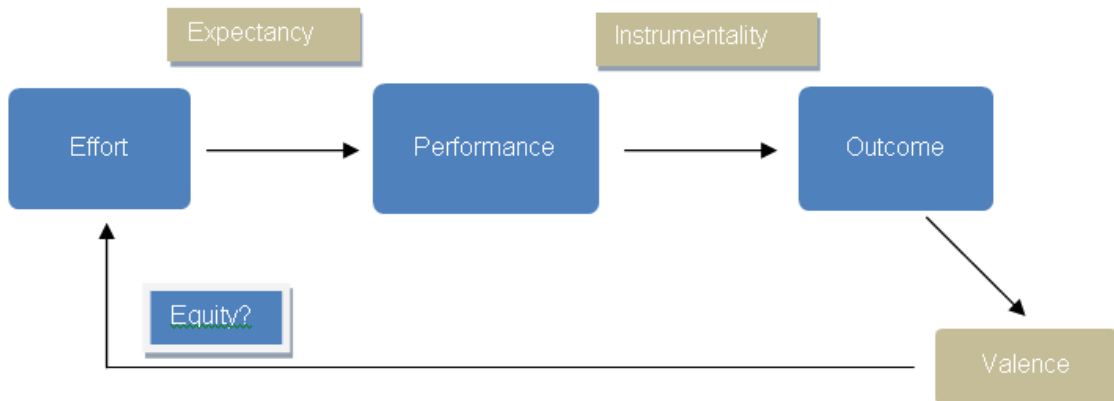 Expectancy
Instrumentality
Effort
Performance
Outcome
Equity?
Valence